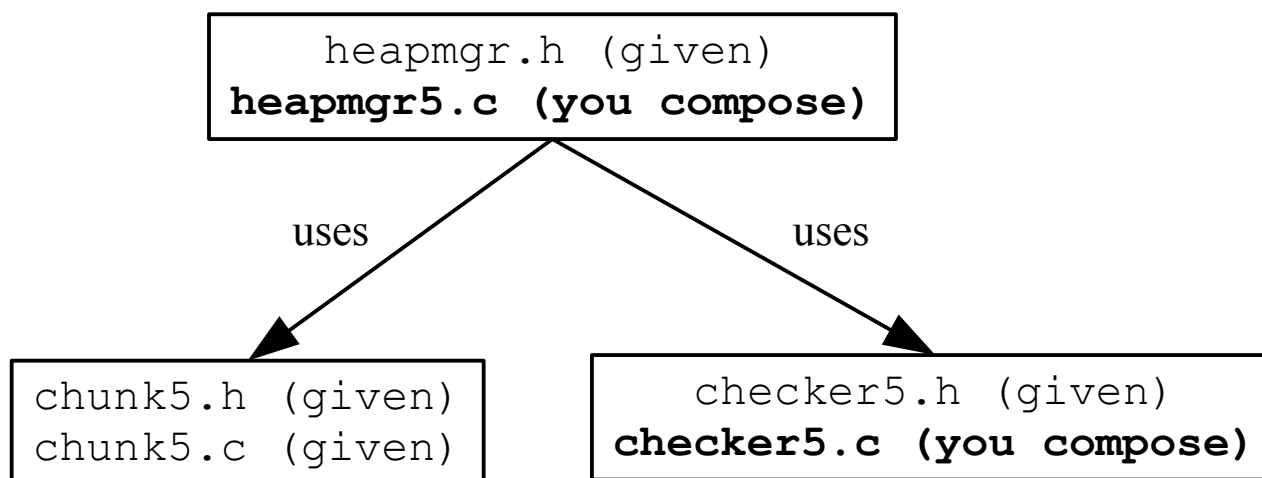 heapmgr.h (given)
heapmgr5.c (you compose)
uses
uses
chunk5.h (given)
chunk5.c (given)
checker5.h (given)
checker5.c (you compose)